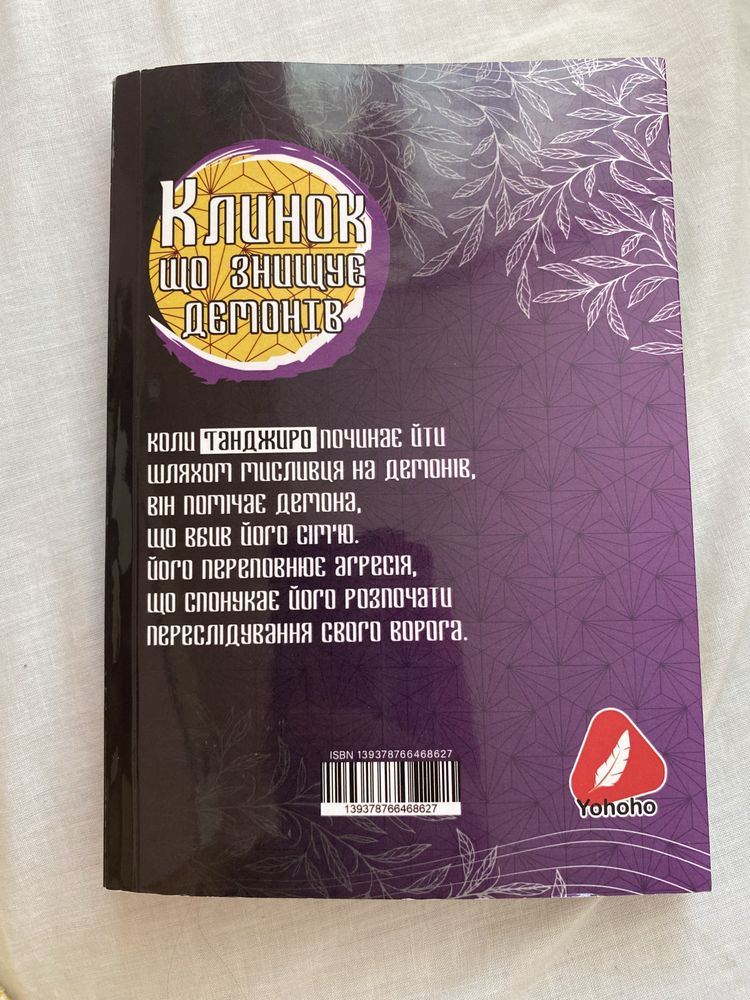 Клинок
що знищує
демонів
коли Танджиро починає йти
шляхом мисливця на демонів,
він помічає демона,
що вбив його сім'ю.
його переповнює агресія,
що спонукає його розпочати
переслідування свого ворога.
ISBN 139378766468627
139378766468627
Yohoho